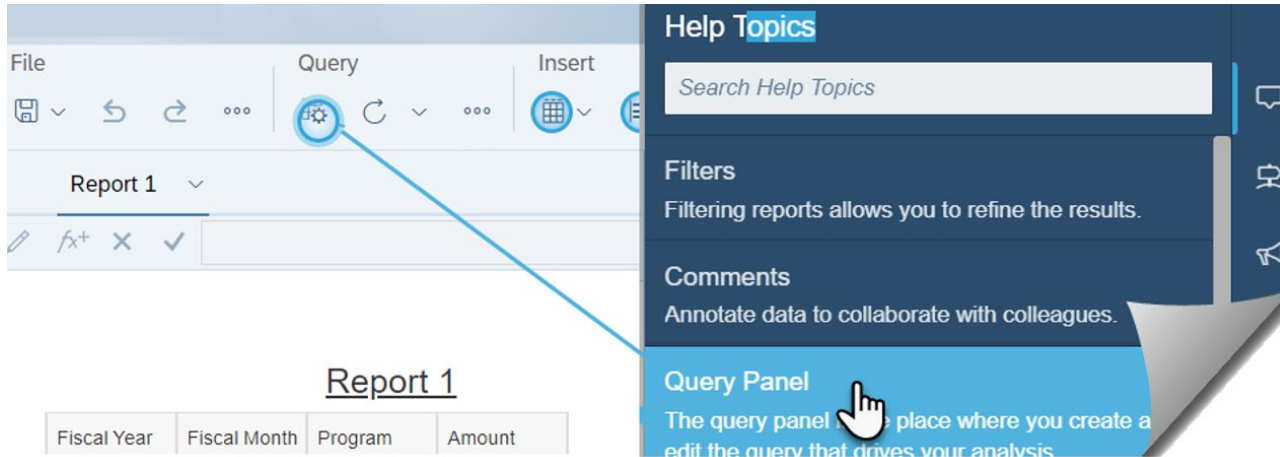 File
Query
Insert
Report 1
fx+
Report 1
Fiscal Year Fiscal Month Program Amount
Help Topics
Search Help Topics
Filters
Filtering reports allows you to refine the results.
Comments
Annotate data to collaborate with colleagues.
Query Panel
The query panel place where you create a
edit the query that drives your analysis